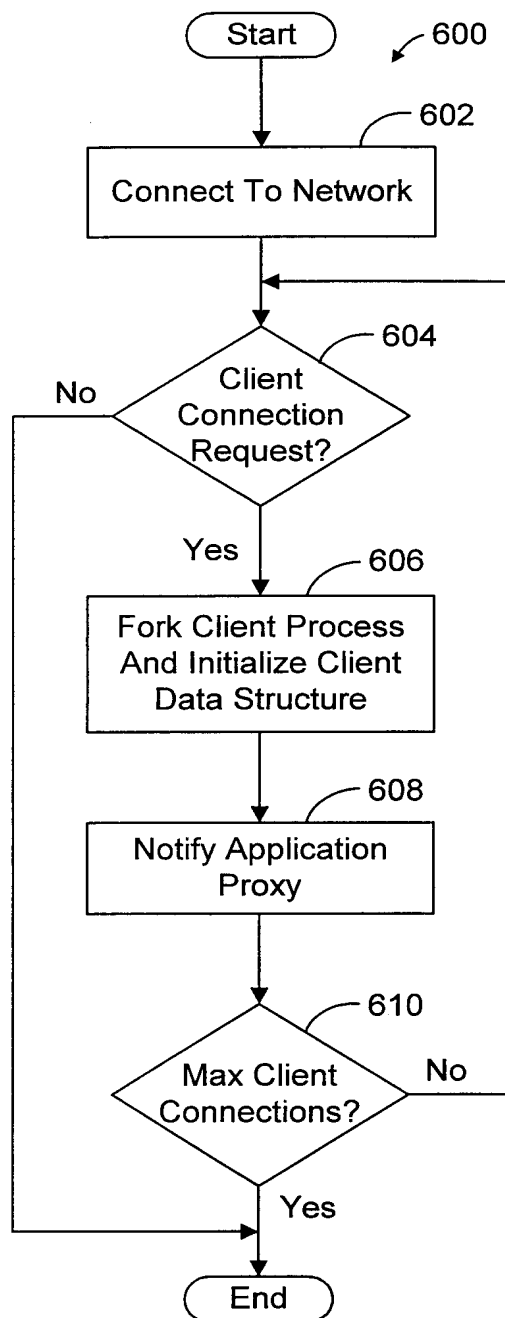 Start
600
602
Connect To Network
604
Client
Connection
Request?
No
Yes
606
Fork Client Process
And Initialize Client
Data Structure
608
Notify Application
Proxy
610
Max Client
Connections?
No
Yes
End